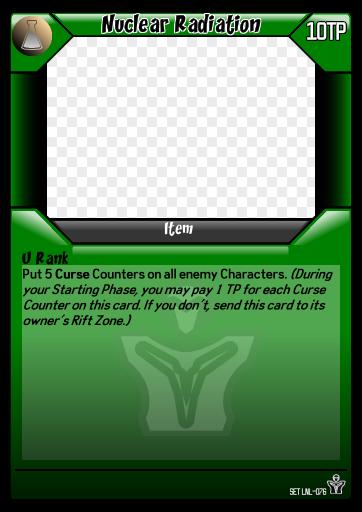 Nuclear Radiation
10TP
Item
U Rank
Put 5 Curse Counters on all enemy Characters. (During
your Starting Phase, you may pay 1 TP for each Curse
Counter on this card. If you don't, send this card to its
owner's Rift Zone.)
SET LNL-076